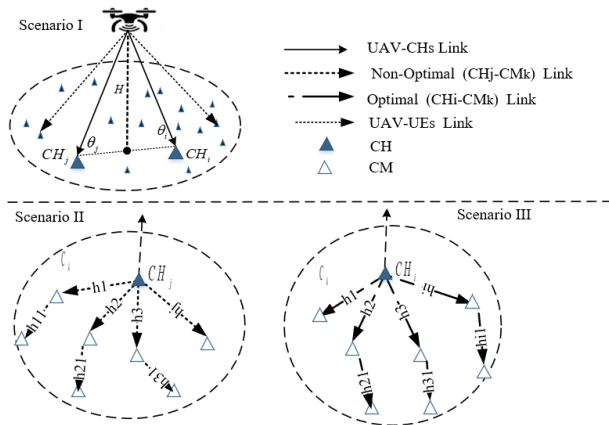 Scenario I
H
θj
θi
CHj
CHi
UAV-CHs Link
Non-Optimal (CHj-CMk) Link
Optimal (CHi-CMk) Link
UAV-UEs Link
CH
CM
Scenario II
Ci
CHj
h1
h2
h3
hj
h11
h21
h31
Scenario III
Ci
CHi
h1
h2
h3
hi
h21
h31
hi1